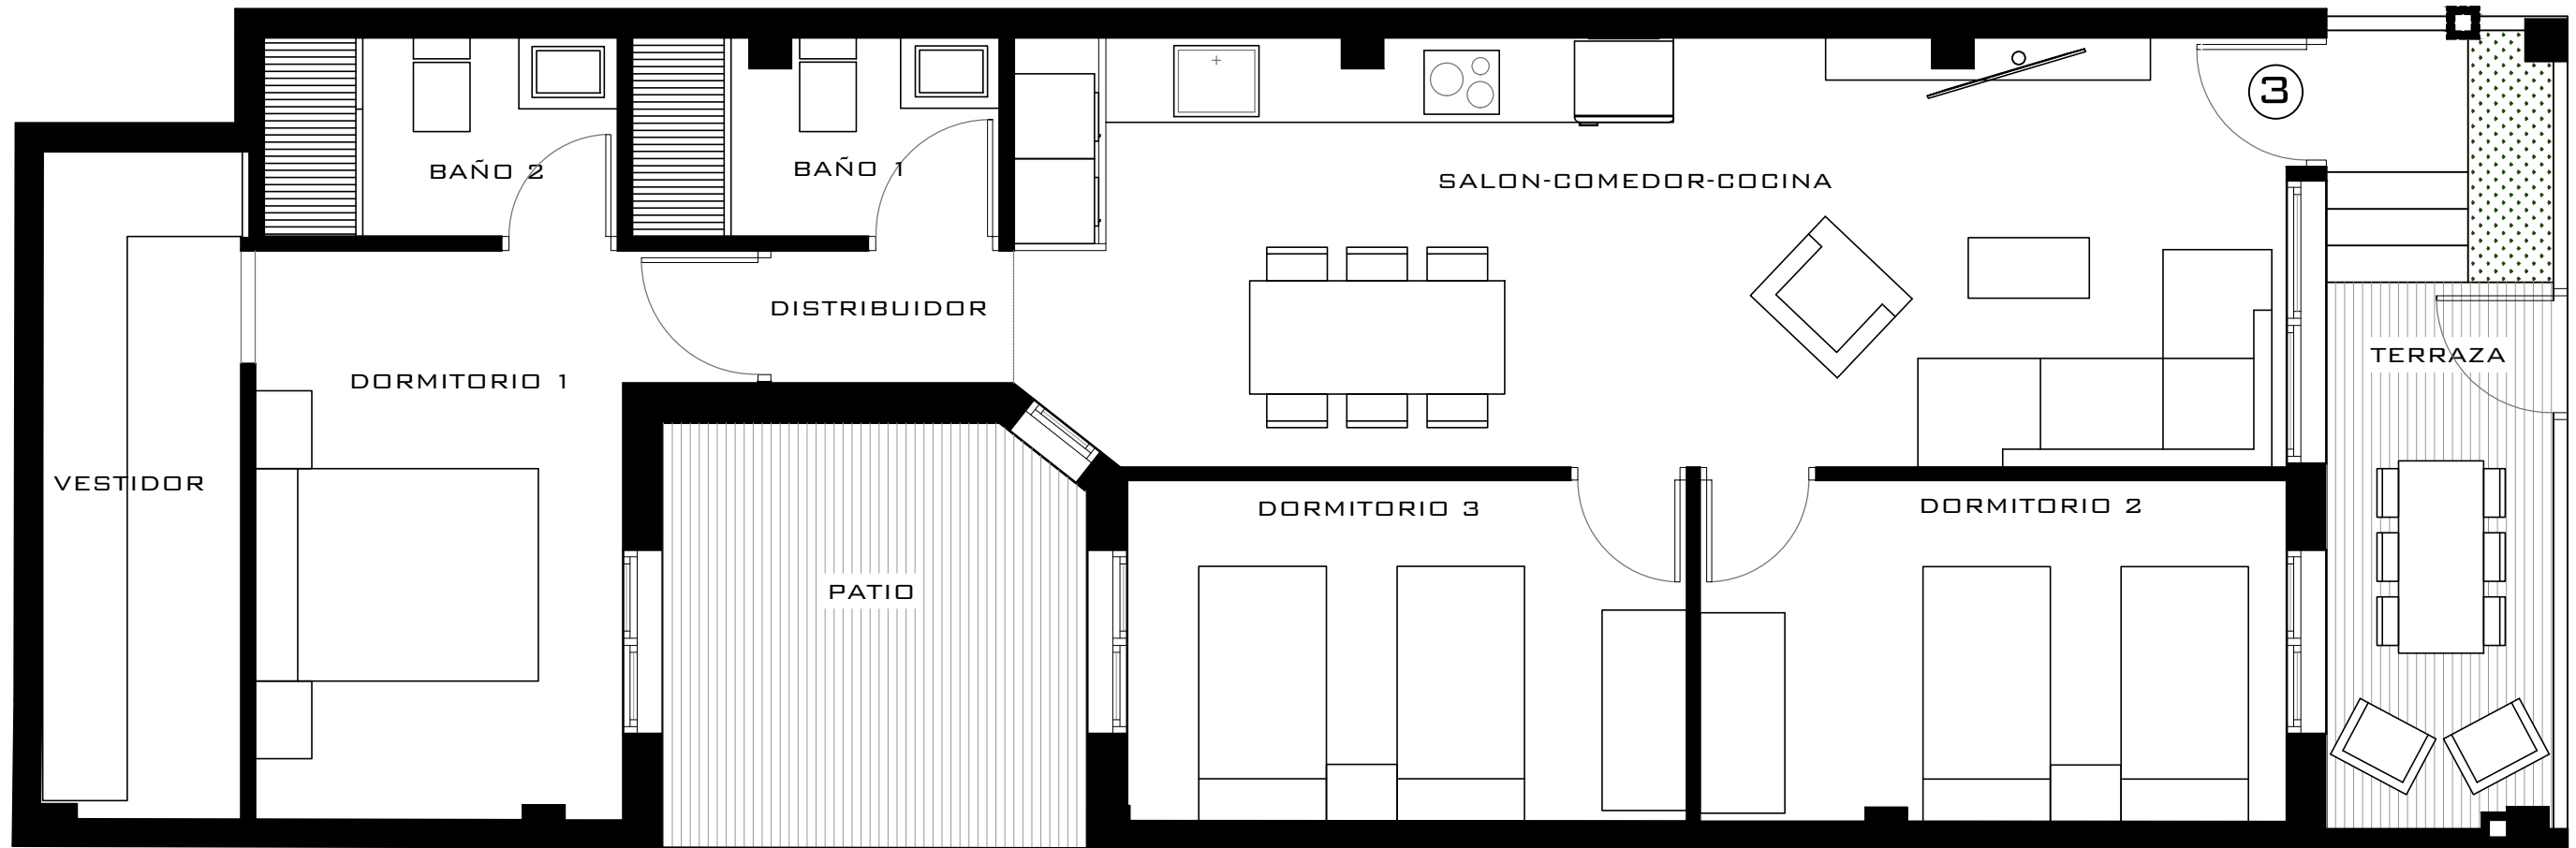 3
BAÑO 2
BAÑO 1
SALON-COMEDOR-COCINA
DISTRIBUIDOR
TERRAZA
DORMITORIO 1
VESTIDOR
DORMITORIO 3
DORMITORIO 2
PATIO